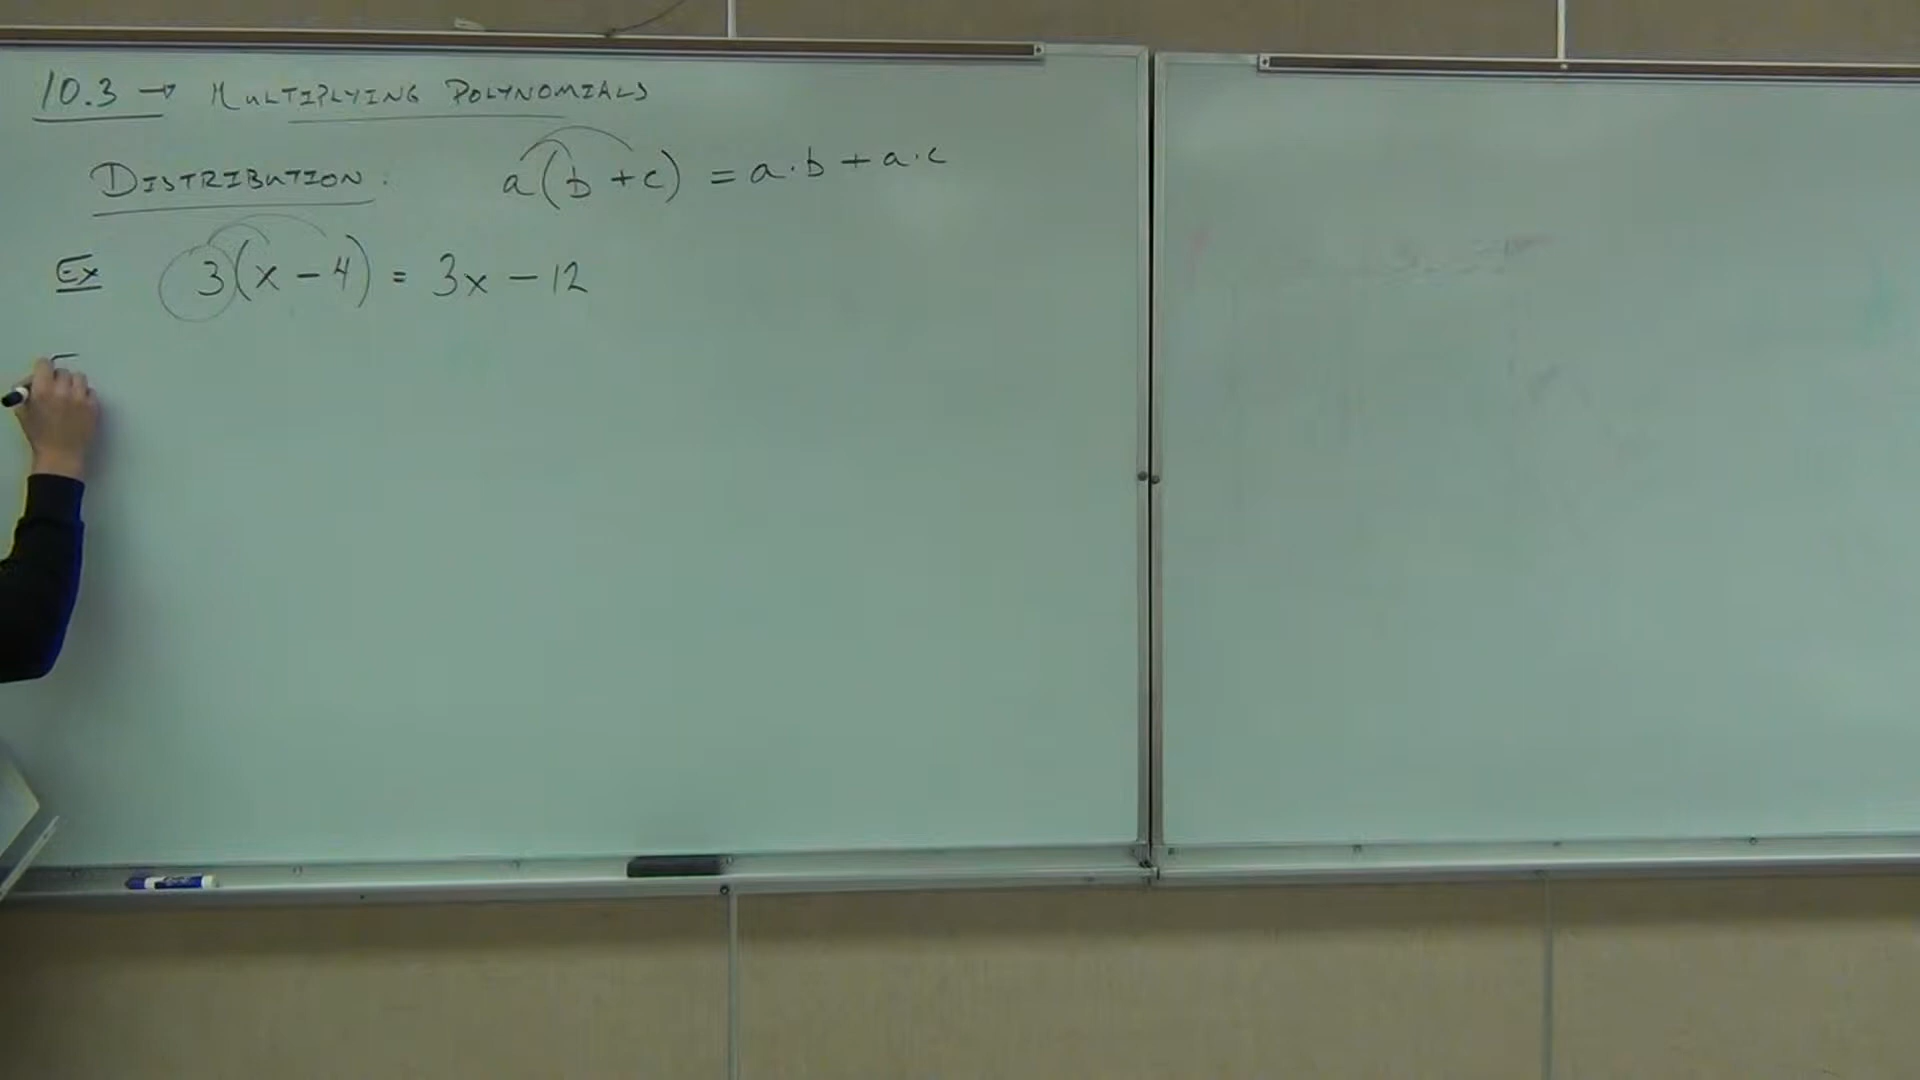 10.3 → MULTIPLYING POLYNOMIALS
DISTRIBUTION: a(b+c) = a·b + a·c
Ex 3(x-4) = 3x - 12